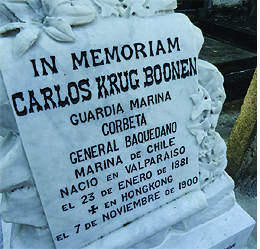 IN MEMORIAM
CARLOS KRUG BOONEN
GUARDIA MARINA
CORBETA
GENERAL BAQUEDANO
MARINA DE CHILE
NACIO EN VALPARAISO
EL 23 DE ENERO DE 1881
✠ EN HONGKONG
EL 7 DE NOVIEMBRE DE 1900